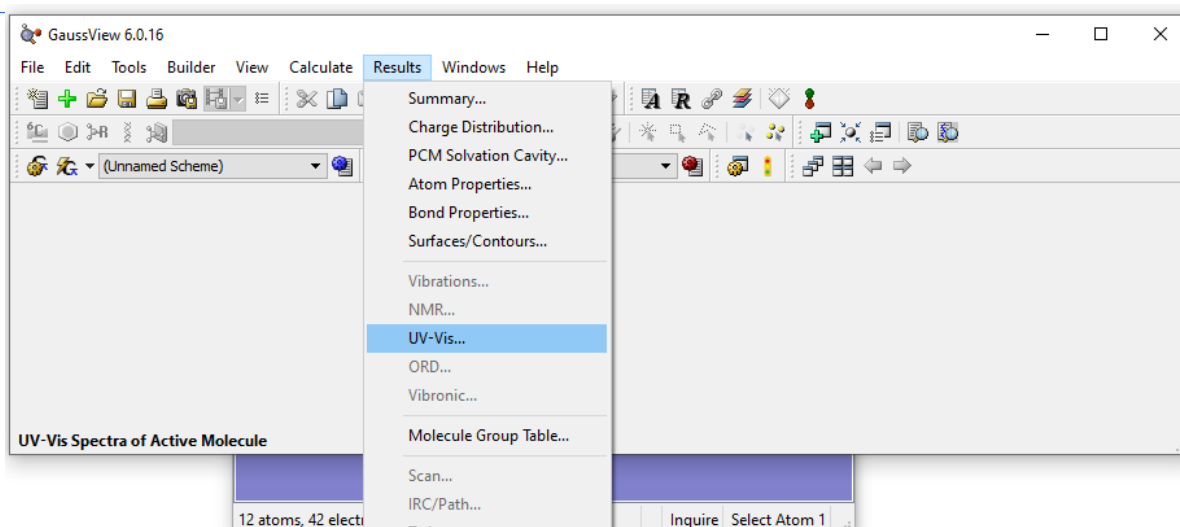 GaussView 6.0.16
File Edit Tools Builder View Calculate Results Windows Help
Summary...
Charge Distribution...
PCM Solvation Cavity...
(Unnamed Scheme)
Atom Properties...
Bond Properties...
Surfaces/Contours...
Vibrations...
NMR...
UV-Vis...
ORD...
Vibronic...
Molecule Group Table...
UV-Vis Spectra of Active Molecule
Scan...
IRC/Path...
12 atoms, 42 electr
Inquire Select Atom 1